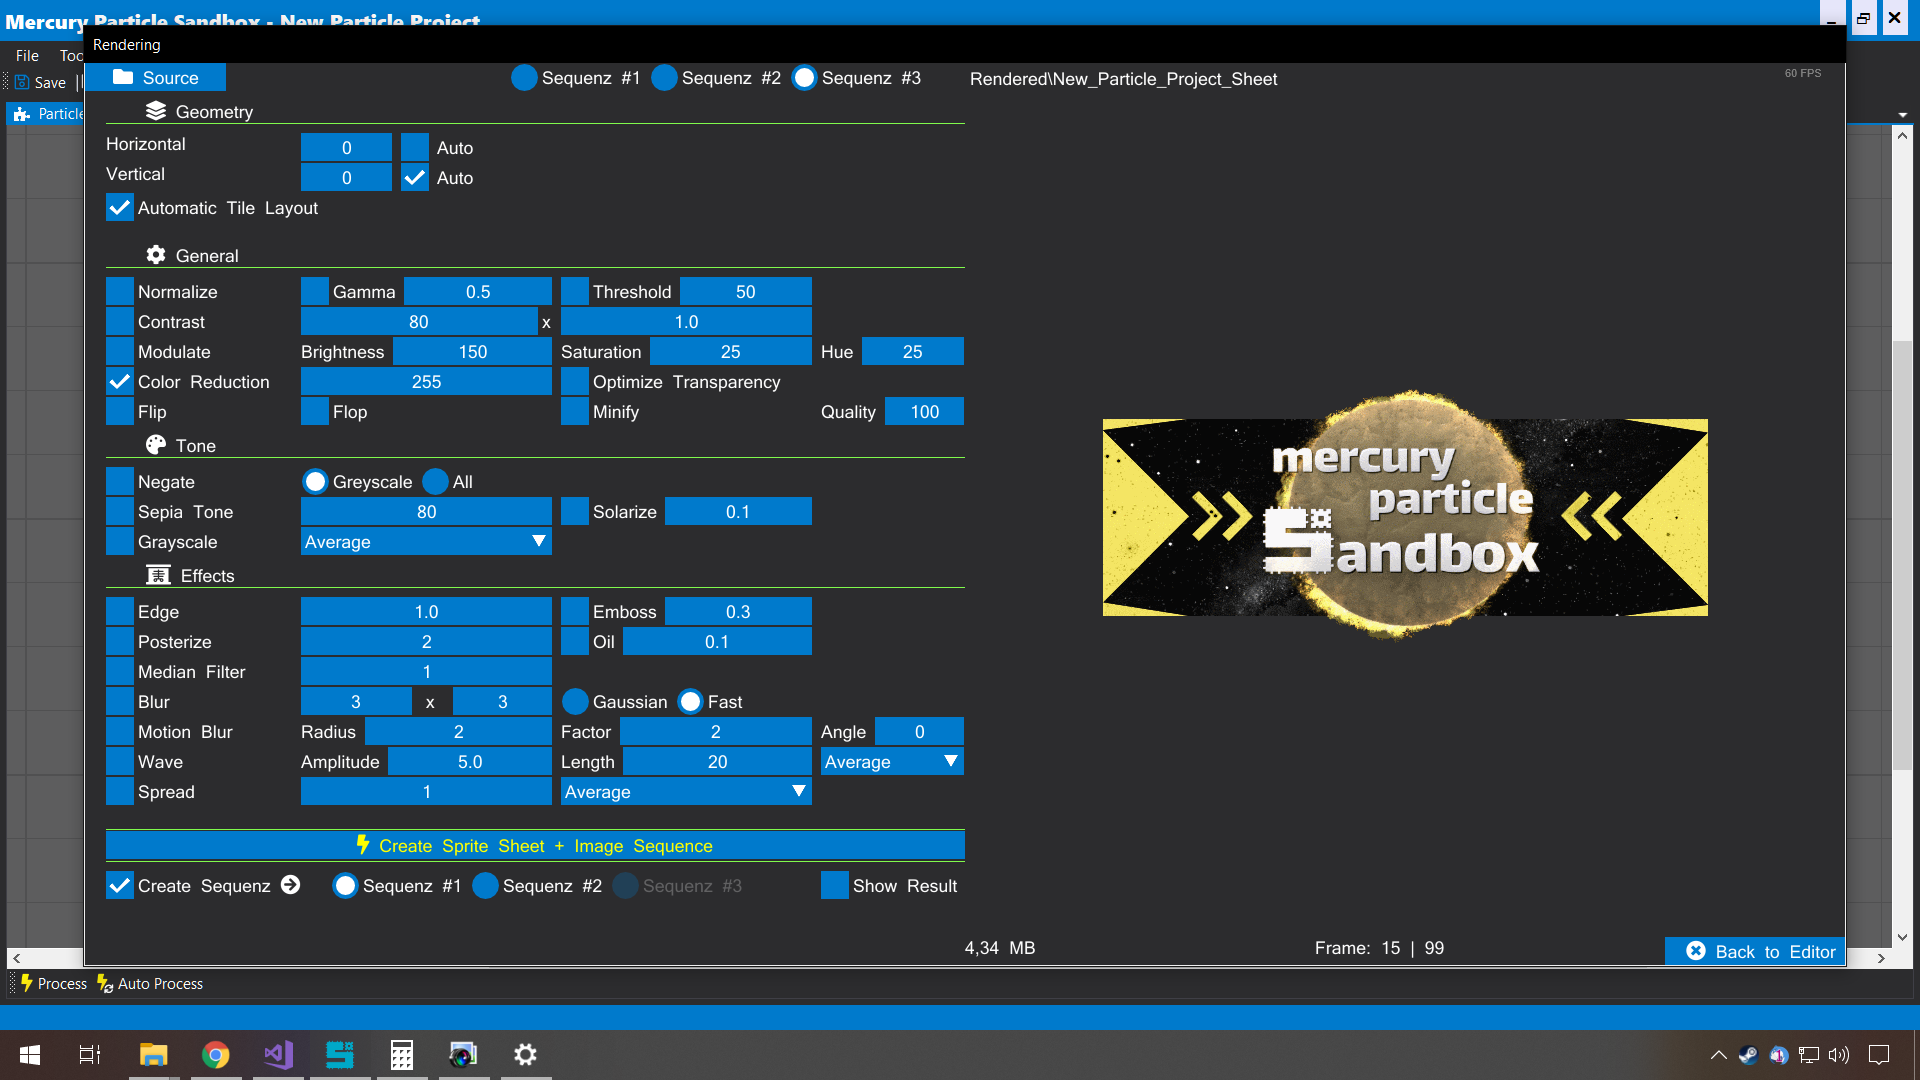 Mercury Particle Sandbox - New Particle Project
Rendering
File
Save
Particle
Source
Sequenz #1 Sequenz #2 Sequenz #3
Rendered\New_Particle_Project_Sheet
60 FPS
Geometry
Horizontal 0 Auto
Vertical 0 Auto
Automatic Tile Layout
General
Normalize Gamma 0.5 Threshold 50
Contrast 80 x 1.0
Modulate Brightness 150 Saturation 25 Hue 25
Color Reduction 255 Optimize Transparency
Flip Flop Minify Quality 100
Tone
Negate Greyscale All
Sepia Tone 80 Solarize 0.1
Grayscale Average
Effects
Edge 1.0 Emboss 0.3
Posterize 2 Oil 0.1
Median Filter 1
Blur 3 x 3 Gaussian Fast
Motion Blur Radius 2 Factor 2 Angle 0
Wave Amplitude 5.0 Length 20 Average
Spread 1 Average
Create Sprite Sheet + Image Sequence
Create Sequenz Sequenz #1 Sequenz #2 Sequenz #3 Show Result
mercury
particle
Sandbox
4,34 MB
Frame: 15 | 99
Back to Editor
Process Auto Process